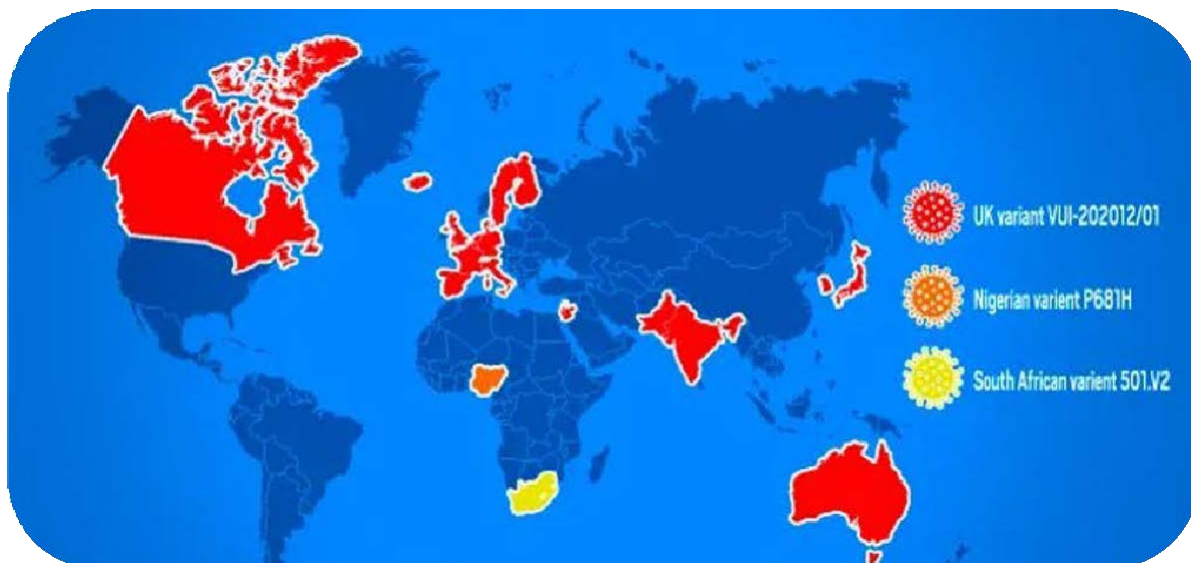 UK variant VUI-202012/01
Nigerian varient P681H
South African varient 501.V2